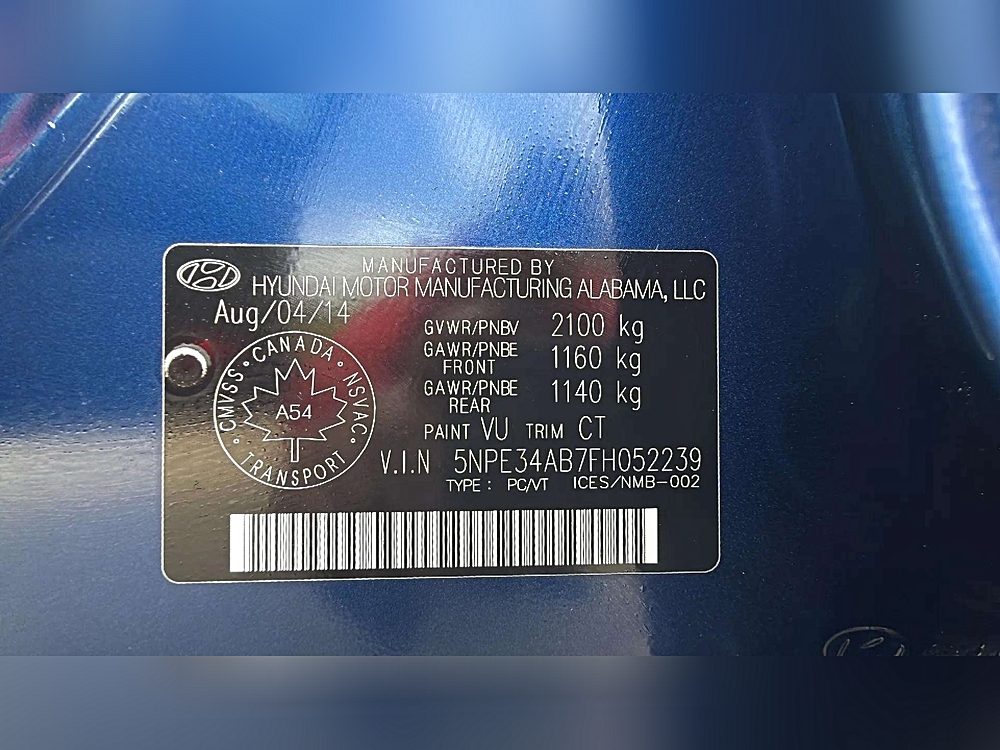 MANUFACTURED BY
HYUNDAI MOTOR MANUFACTURING ALABAMA, LLC
Aug/04/14
GVWR/PNBV 2100 kg
GAWR/PNBE FRONT 1160 kg
GAWR/PNBE REAR 1140 kg
PAINT VU TRIM CT
V.I.N 5NPE34AB7FH052239
TYPE : PC/VT ICES/NMB-002
CANADA
CMVSS
NSVAC
A54
TRANSPORT